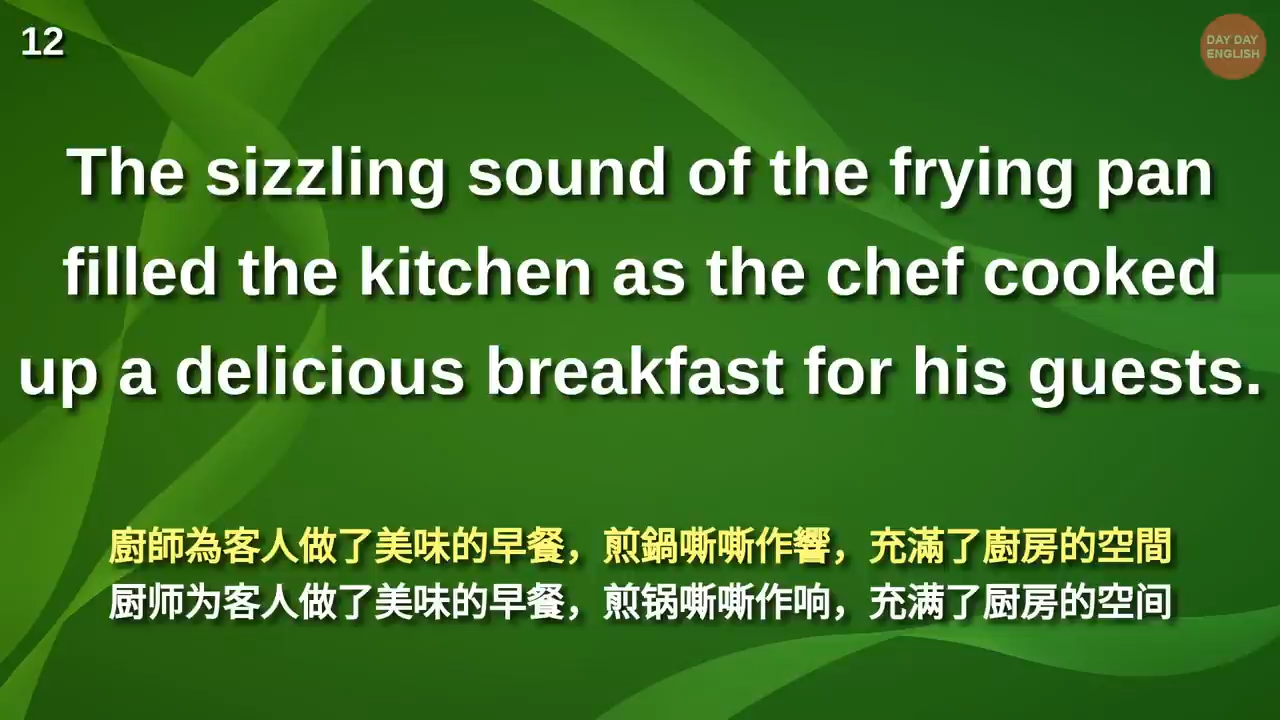 12
DAY DAY
ENGLISH
The sizzling sound of the frying pan
filled the kitchen as the chef cooked
up a delicious breakfast for his guests.
廚師為客人做了美味的早餐，煎鍋嘶嘶作響，充滿了廚房的空間
厨师为客人做了美味的早餐，煎锅嘶嘶作响，充满了厨房的空间